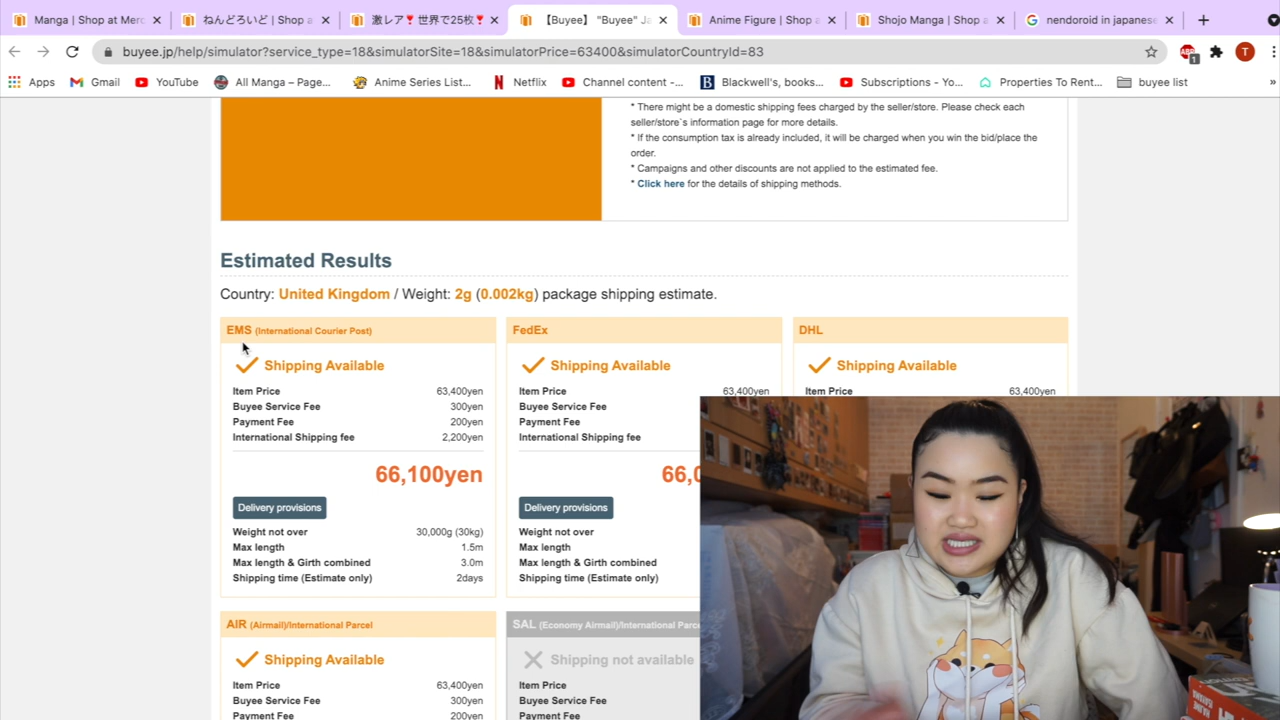 Manga | Shop at Merc
ねんどろいど | Shop a
激レア❣️世界で25枚❣️
【Buyee】 "Buyee" Ja
Anime Figure | Shop a
Shojo Manga | Shop a
nendoroid in japanese
buyee.jp/help/simulator?service_type=18&simulatorSite=18&simulatorPrice=63400&simulatorCountryId=83
ABP
1
T
Apps
Gmail
YouTube
All Manga – Page...
Anime Series List...
Netflix
Channel content -...
Blackwell's, books...
Subscriptions - Yo...
Properties To Rent...
buyee list
»
* There might be a domestic shipping fees charged by the seller/store. Please check each
seller/store`s information page for more details.
* If the consumption tax is already included, it will be charged when you win the bid/place the
order.
* Campaigns and other discounts are not applied to the estimated fee.
* Click here for the details of shipping methods.
Estimated Results
Country: United Kingdom / Weight: 2g (0.002kg) package shipping estimate.
EMS (International Courier Post)
Shipping Available
Item Price 63,400yen
Buyee Service Fee 300yen
Payment Fee 200yen
International Shipping fee 2,200yen
66,100yen
Delivery provisions
Weight not over 30,000g (30kg)
Max length 1.5m
Max length & Girth combined 3.0m
Shipping time (Estimate only) 2days
FedEx
Shipping Available
Item Price 63,400yen
Buyee Service Fee
Payment Fee
International Shipping fee
66,0
Delivery provisions
Weight not over
Max length
Max length & Girth combined
Shipping time (Estimate only)
DHL
Shipping Available
Item Price 63,400yen
AIR (Airmail)/International Parcel
Shipping Available
Item Price 63,400yen
Buyee Service Fee 300yen
Payment Fee 200yen
SAL (Economy Airmail)/International Parce
Shipping not available
Item Price
Buyee Service Fee
Payment Fee